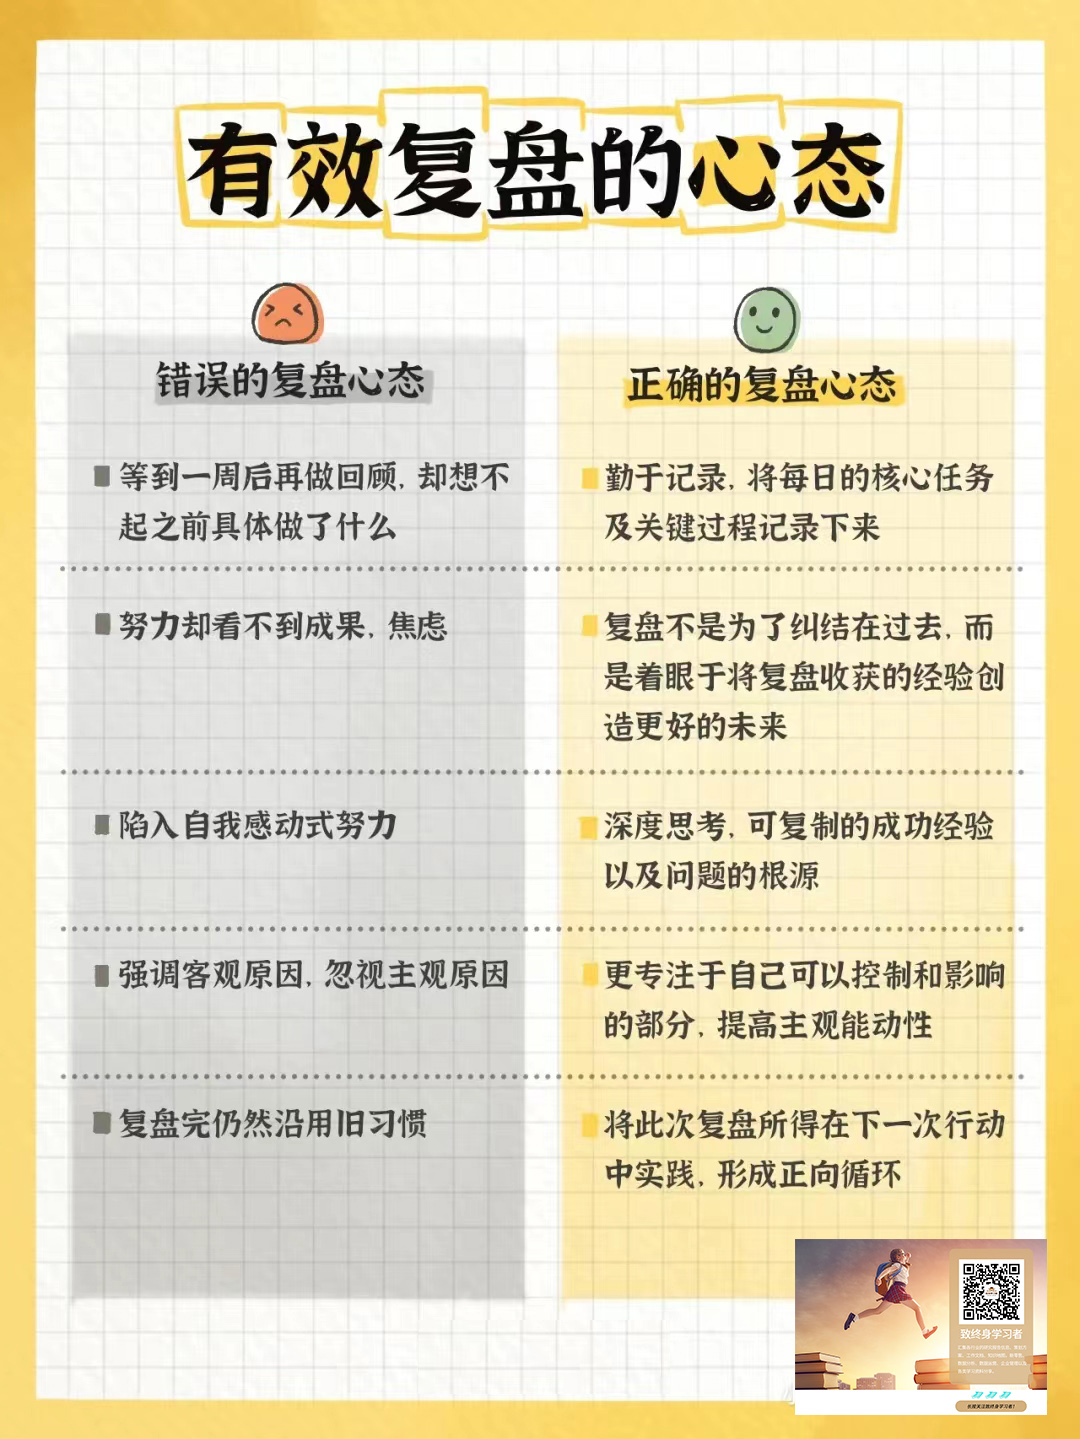 有效复盘的心态
错误的复盘心态
等到一周后再做回顾，却想不
起之前具体做了什么
努力却看不到成果，焦虑
陷入自我感动式努力
强调客观原因，忽视主观原因
复盘完仍然沿用旧习惯
正确的复盘心态
勤于记录，将每日的核心任务
及关键过程记录下来
复盘不是为了纠结在过去，而
是着眼于将复盘收获的经验创
造更好的未来
深度思考，可复制的成功经验
以及问题的根源
更专注于自己可以控制和影响
的部分，提高主观能动性
将此次复盘所得在下一次行动
中实践，形成正向循环
致终身学习者
长按关注致终身学习者！